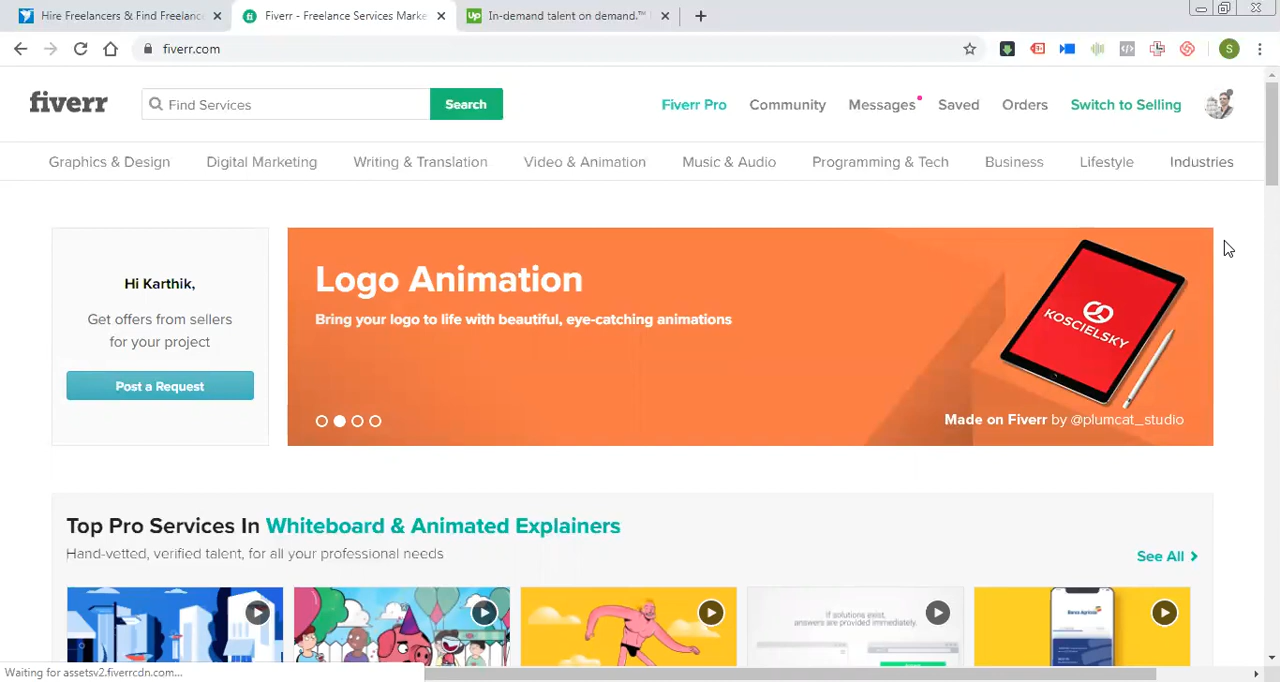 Hire Freelancers & Find Freelanc
Fiverr - Freelance Services Marke
Up
In-demand talent on demand.™
fiverr.com
S
fiverr
Find Services
Search
Fiverr Pro
Community
Messages
Saved
Orders
Switch to Selling
Graphics & Design
Digital Marketing
Writing & Translation
Video & Animation
Music & Audio
Programming & Tech
Business
Lifestyle
Industries
Hi Karthik,
Get offers from sellers
for your project
Post a Request
Logo Animation
Bring your logo to life with beautiful, eye-catching animations
KOSCIELSKY
Made on Fiverr by @plumcat_studio
Top Pro Services In Whiteboard & Animated Explainers
Hand-vetted, verified talent, for all your professional needs
See All
If solutions exist,
answers are provided immediately.
Waiting for assetsv2.fiverrcdn.com...